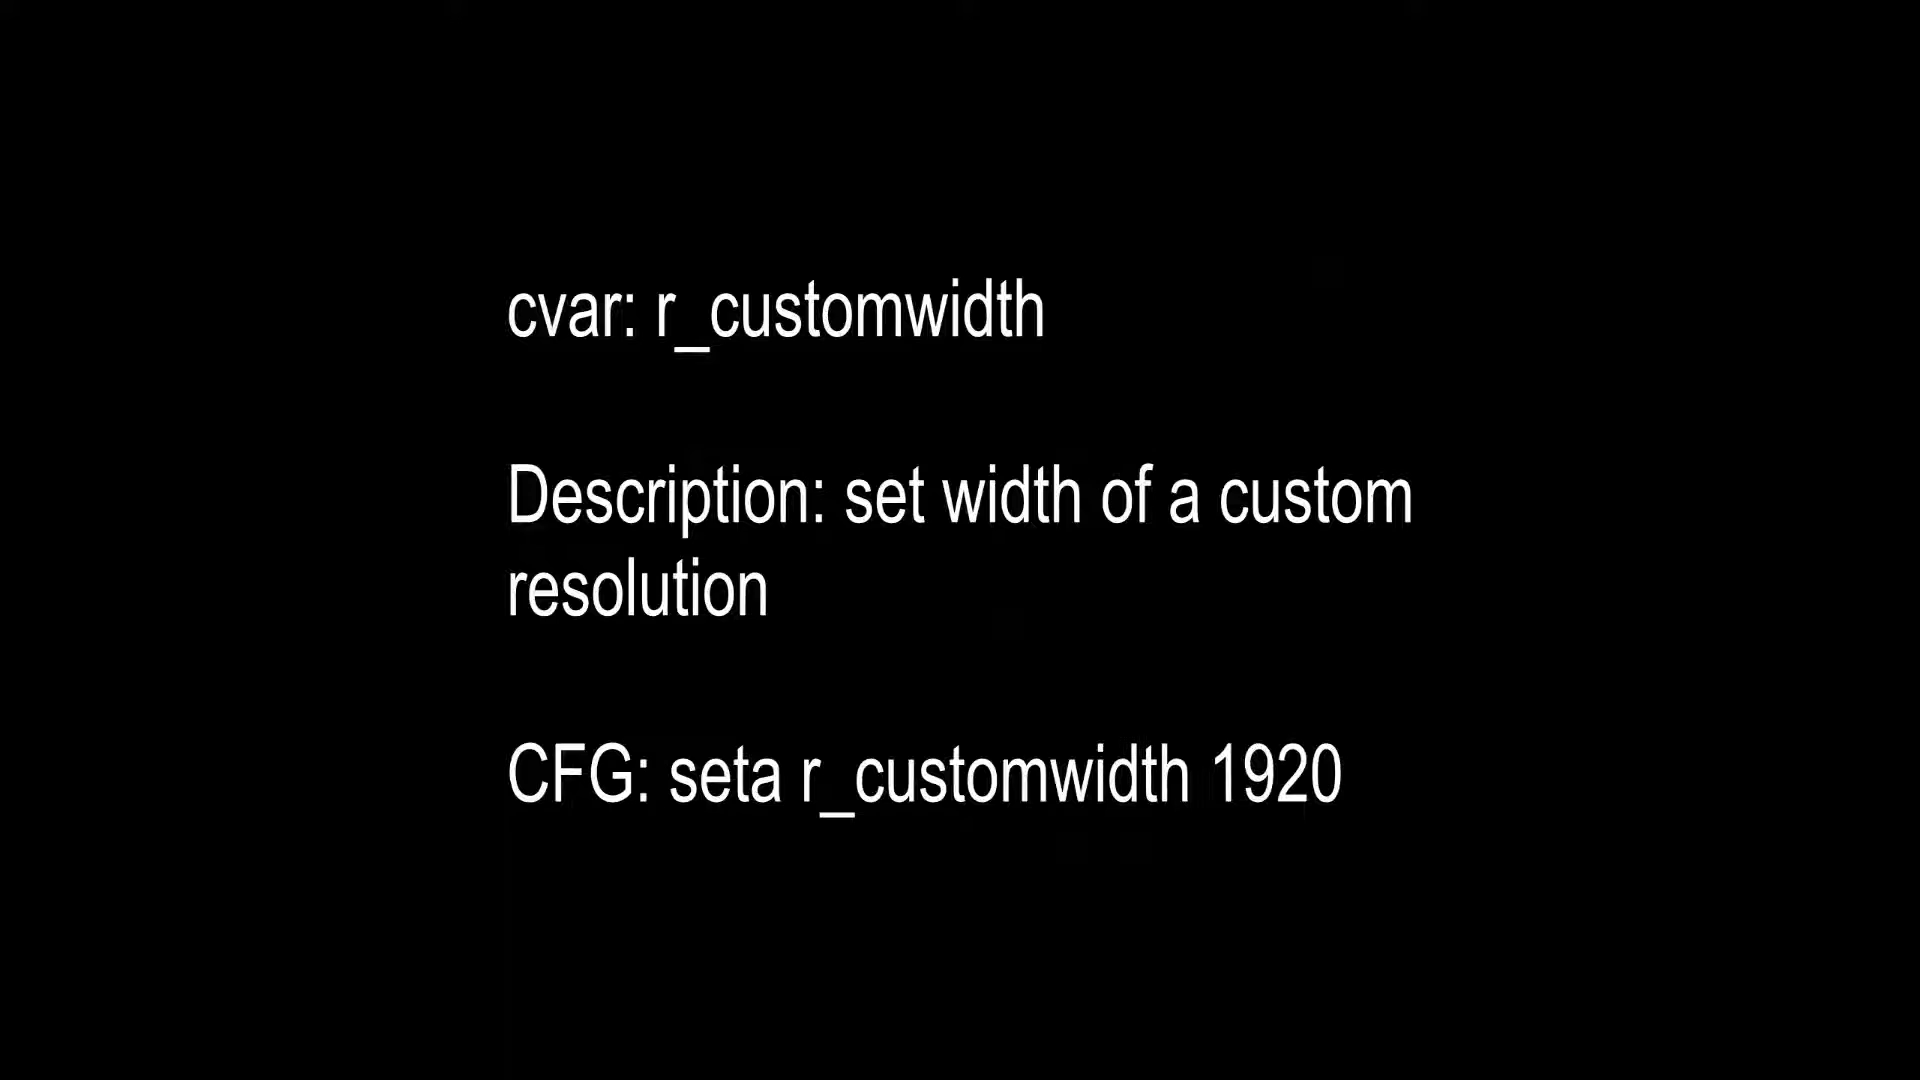 cvar: r_customwidth
Description: set width of a custom
resolution
CFG: seta r_customwidth 1920